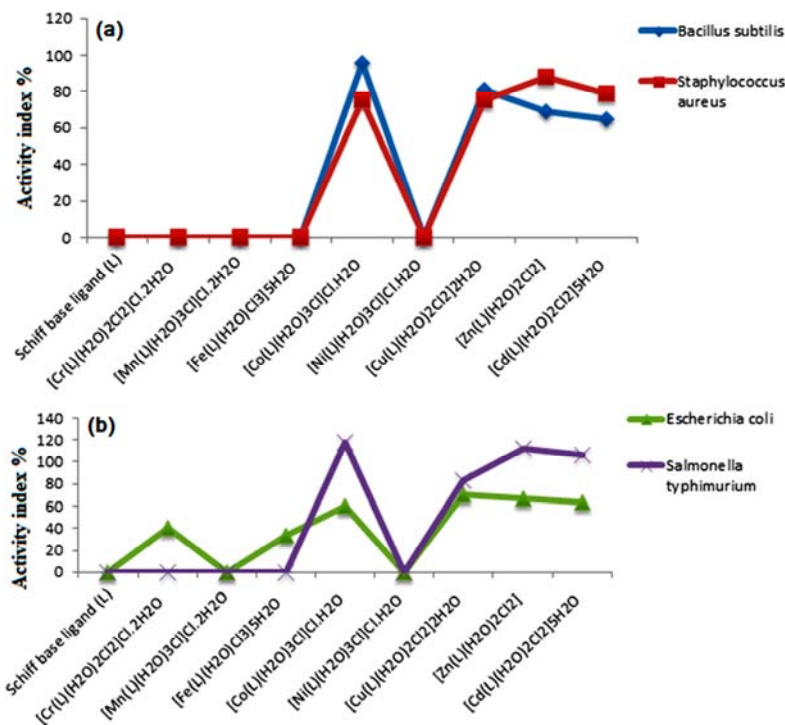 (a)
120
100
80
60
40
20
0
Activity index %
Bacillus subtilis
Staphylococcus
aureus
Schiff base ligand (L)
[Cr(L)(H2O)2Cl2]Cl.2H2O
[Mn(L)(H2O)3Cl]Cl.2H2O
[Fe(L)(H2O)Cl3]5H2O
[Co(L)(H2O)3Cl]Cl.H2O
[Ni(L)(H2O)3Cl]Cl.H2O
[Cu(L)(H2O)2Cl2]2H2O
[Zn(L)(H2O)2Cl2]
[Cd(L)(H2O)2Cl2]5H2O
(b)
140
120
100
80
60
40
20
0
Activity index %
Escherichia coli
Salmonella
typhimurium
Schiff base ligand (L)
[Cr(L)(H2O)2Cl2]Cl.2H2O
[Mn(L)(H2O)3Cl]Cl.2H2O
[Fe(L)(H2O)Cl3]5H2O
[Co(L)(H2O)3Cl]Cl.H2O
[Ni(L)(H2O)3Cl]Cl.H2O
[Cu(L)(H2O)2Cl2]2H2O
[Zn(L)(H2O)2Cl2]
[Cd(L)(H2O)2Cl2]5H2O